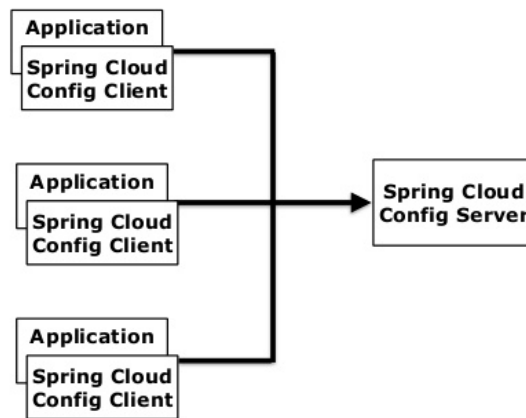 Application
Spring Cloud
Config Client
Application
Spring Cloud
Config Client
Spring Cloud
Config Server
Application
Spring Cloud
Config Client